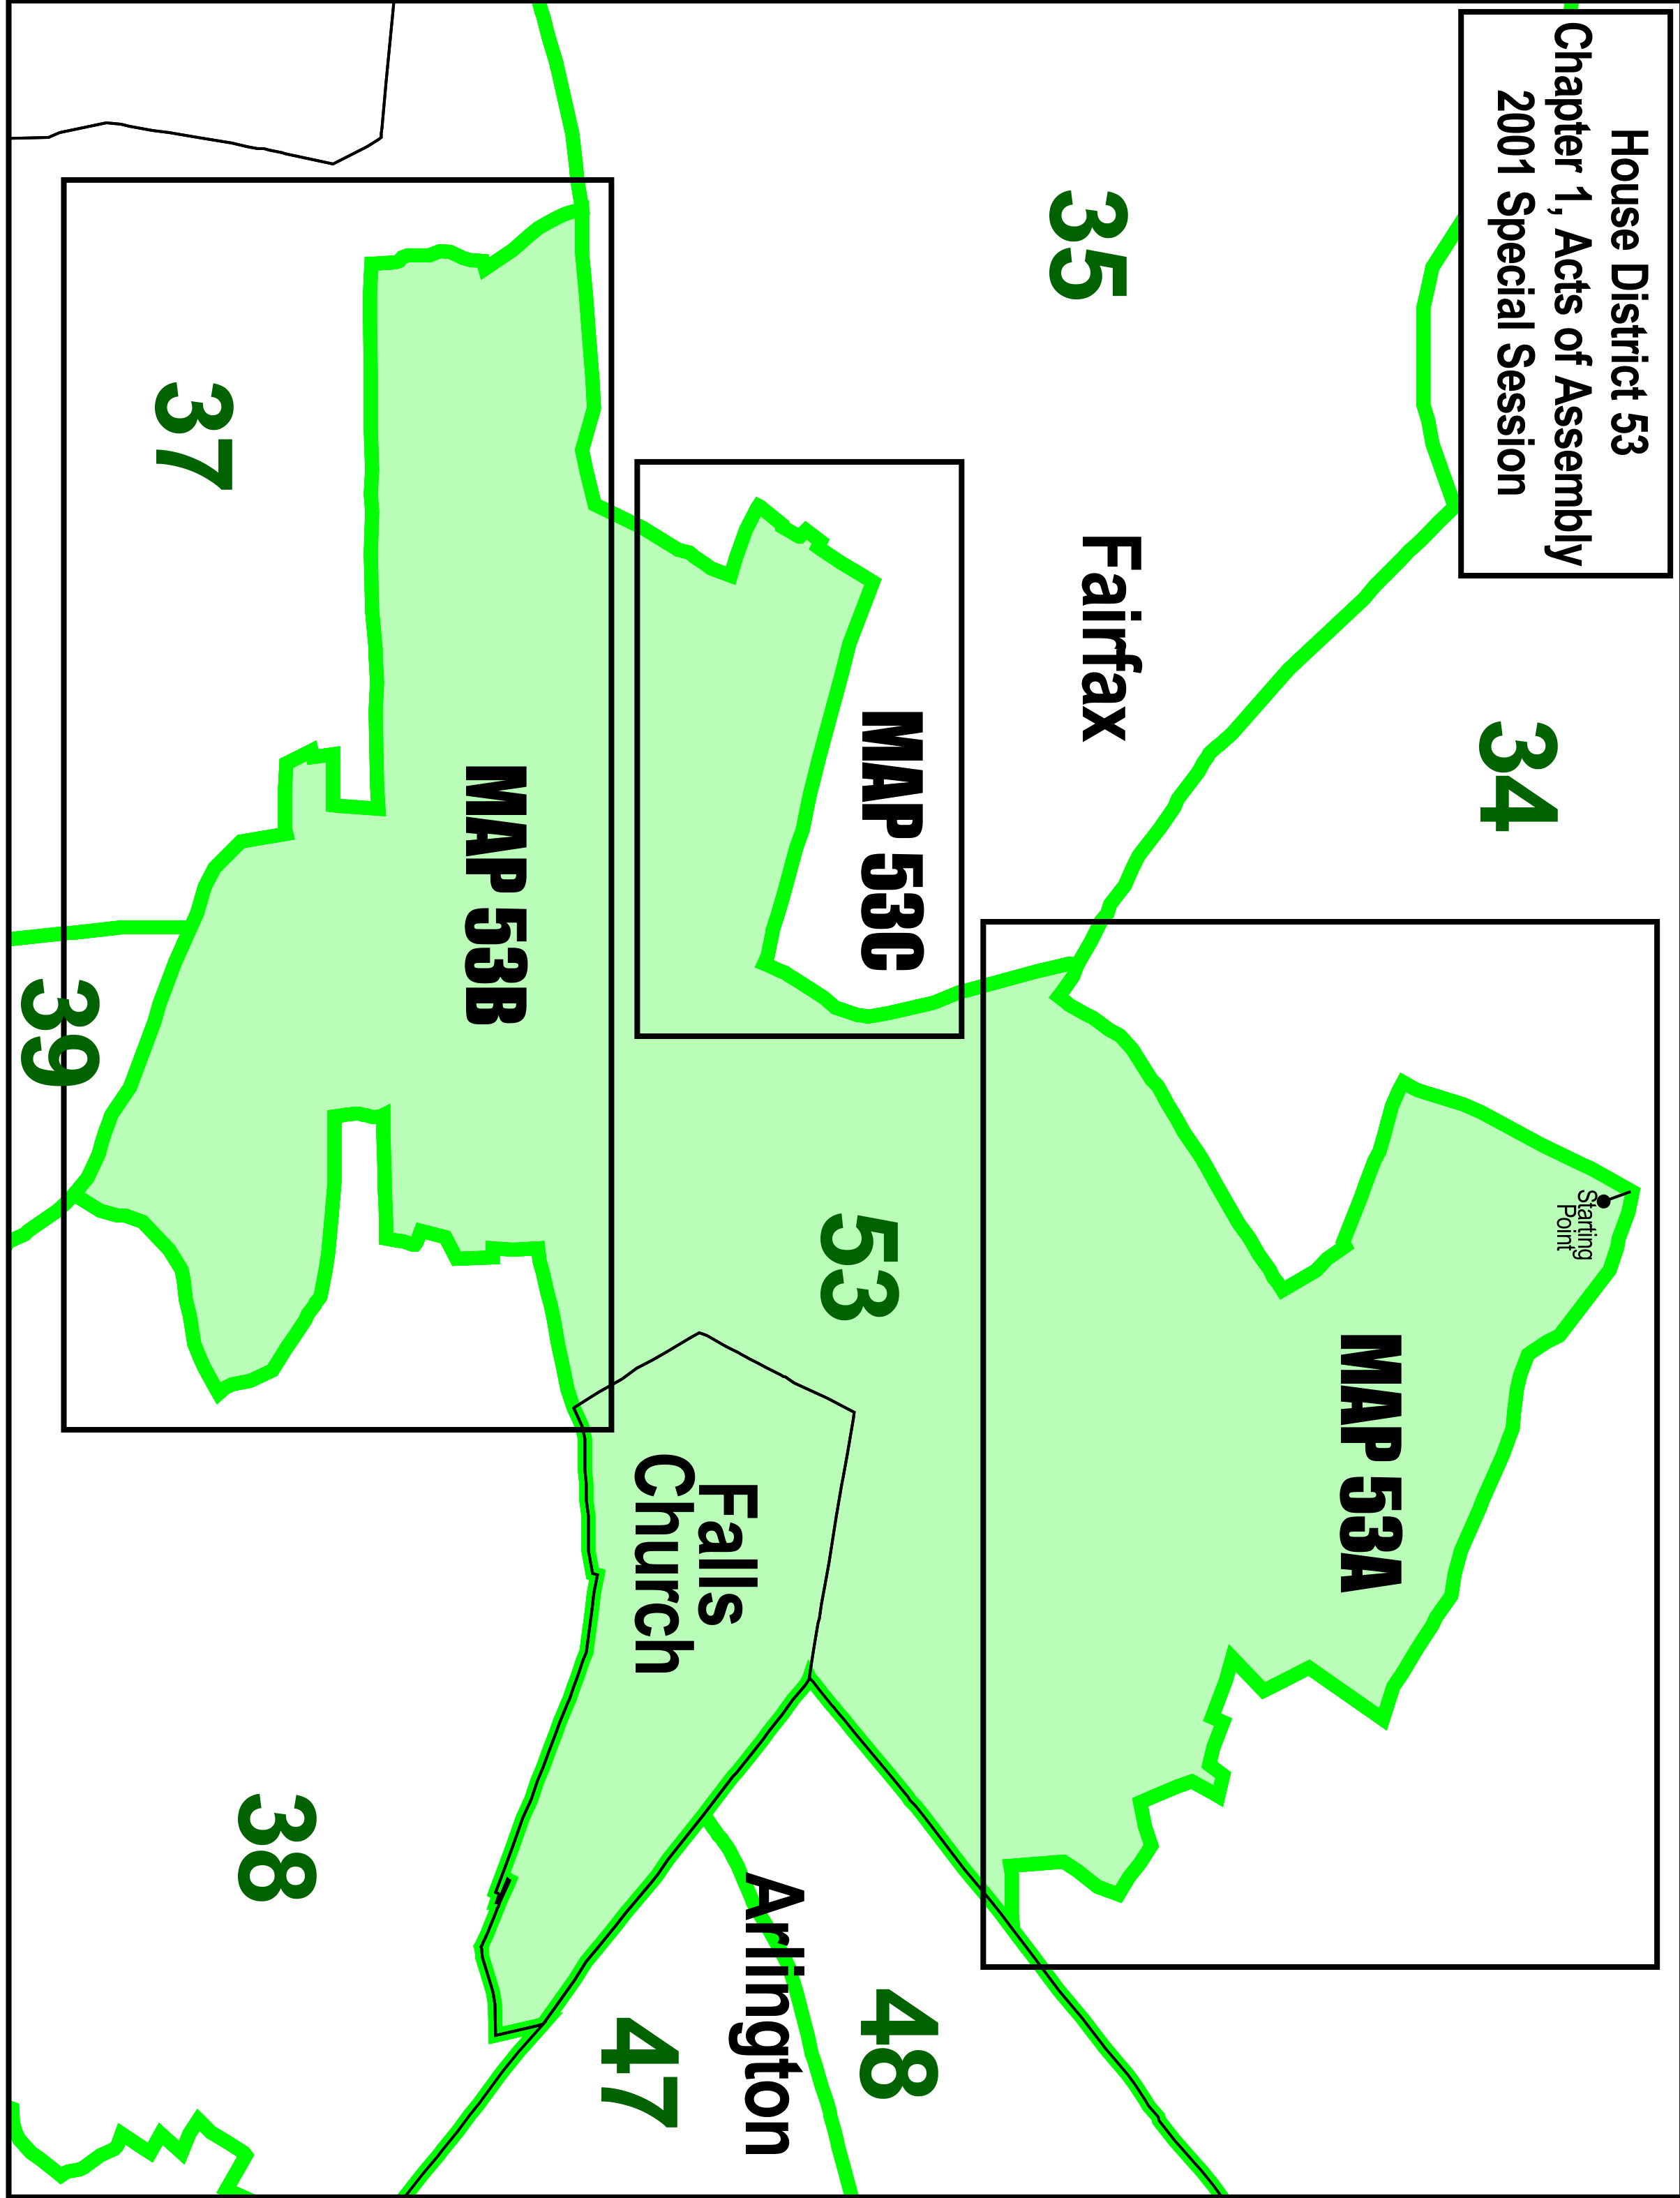 House District 53
Chapter 1, Acts of Assembly
2001 Special Session
34
Starting
Point
MAP 53A
35
Fairfax
MAP 53C
53
48
Arlington
Falls
Church
47
MAP 53B
37
38
39